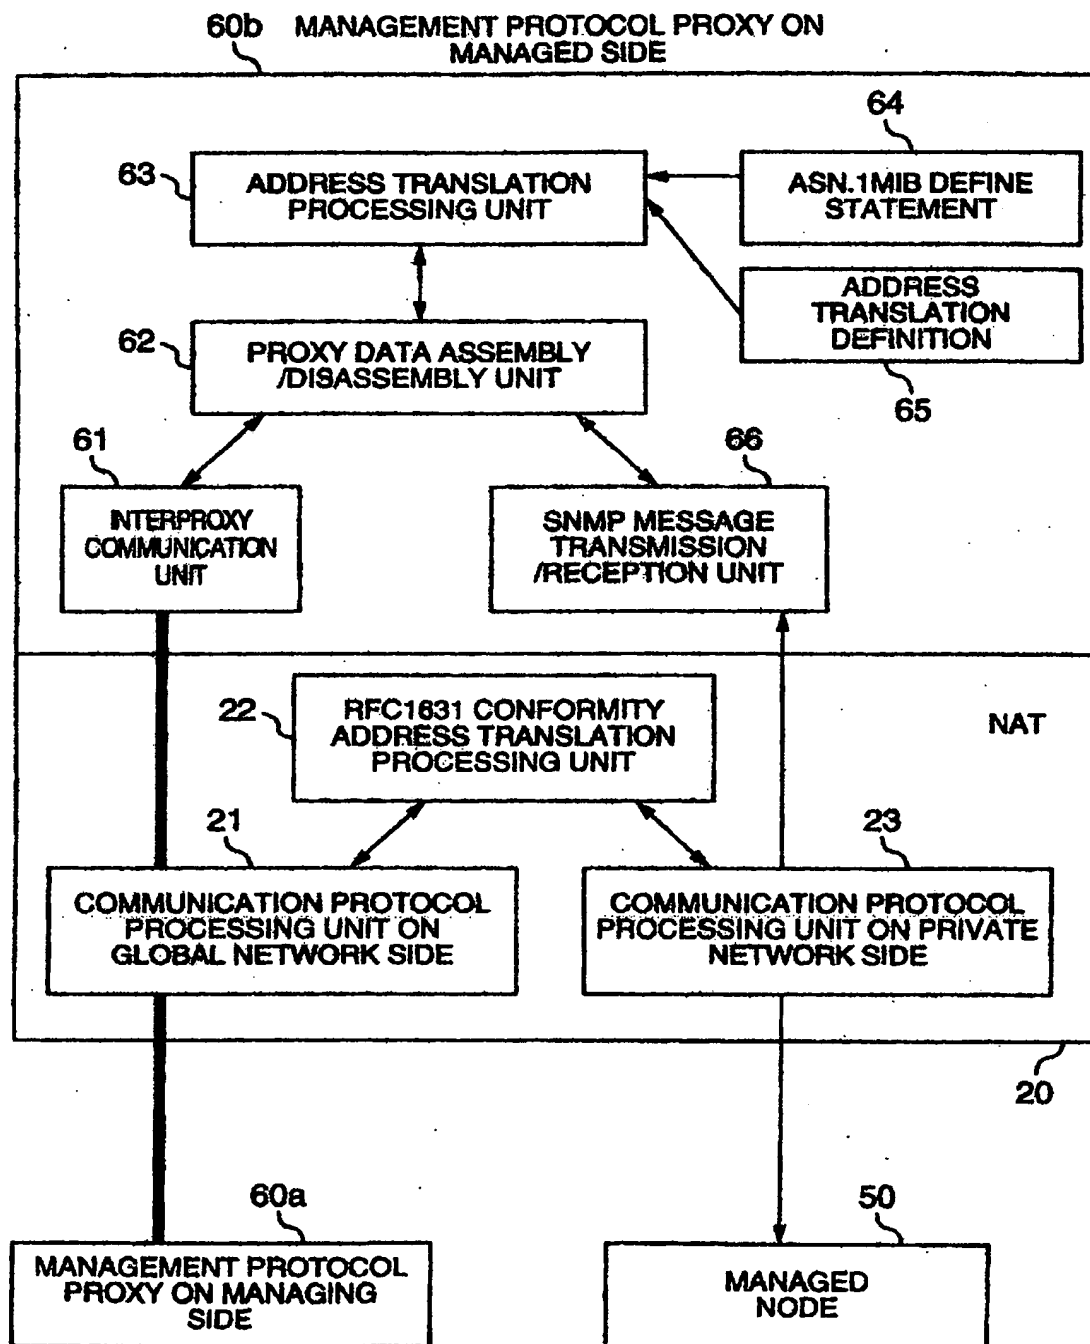 60b MANAGEMENT PROTOCOL PROXY ON
MANAGED SIDE
64
63
ADDRESS TRANSLATION
PROCESSING UNIT
ASN.1MIB DEFINE
STATEMENT
ADDRESS
TRANSLATION
DEFINITION
65
62
PROXY DATA ASSEMBLY
/DISASSEMBLY UNIT
61
INTERPROXY
COMMUNICATION
UNIT
66
SNMP MESSAGE
TRANSMISSION
/RECEPTION UNIT
22
RFC1631 CONFORMITY
ADDRESS TRANSLATION
PROCESSING UNIT
NAT
21
COMMUNICATION PROTOCOL
PROCESSING UNIT ON
GLOBAL NETWORK SIDE
23
COMMUNICATION PROTOCOL
PROCESSING UNIT ON PRIVATE
NETWORK SIDE
20
60a
MANAGEMENT PROTOCOL
PROXY ON MANAGING
SIDE
50
MANAGED
NODE